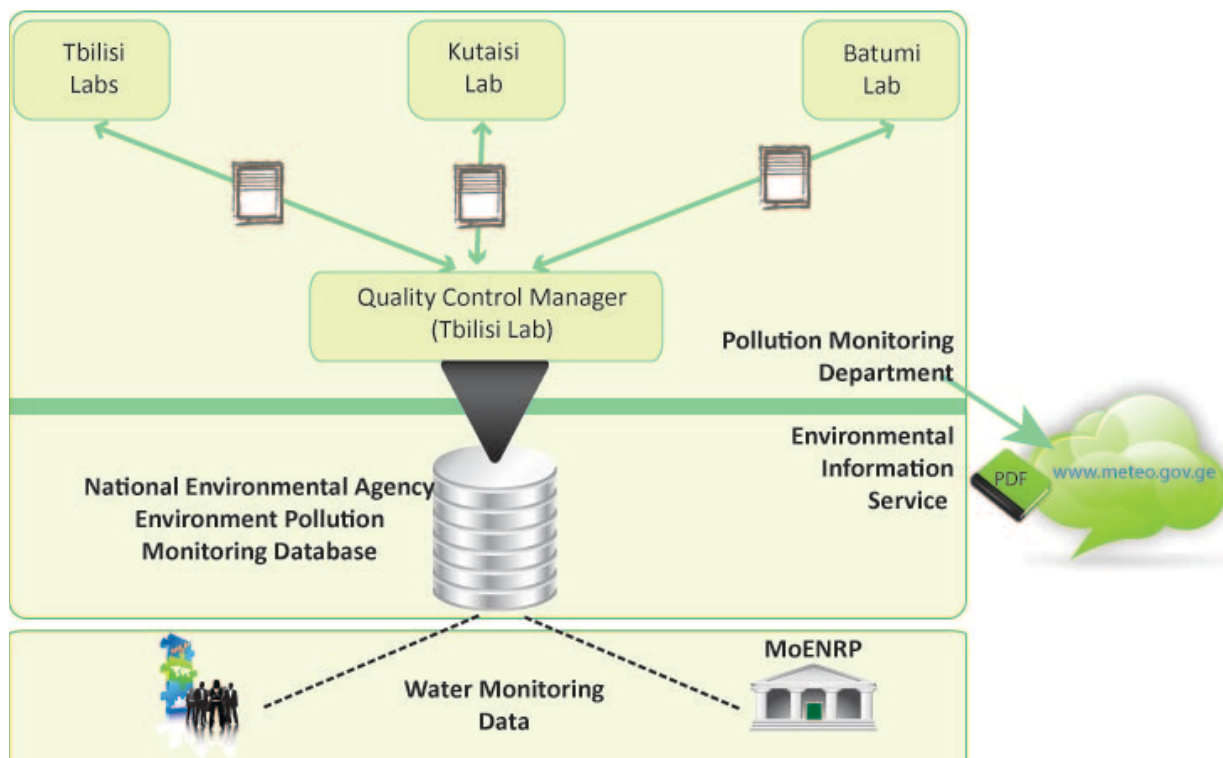 Tbilisi
Labs
Kutaisi
Lab
Batumi
Lab
Quality Control Manager
(Tbilisi Lab)
Pollution Monitoring
Department
Environmental
Information
Service
National Environmental Agency
Environment Pollution
Monitoring Database
PDF
www.meteo.gov.ge
MoENRP
Water Monitoring
Data